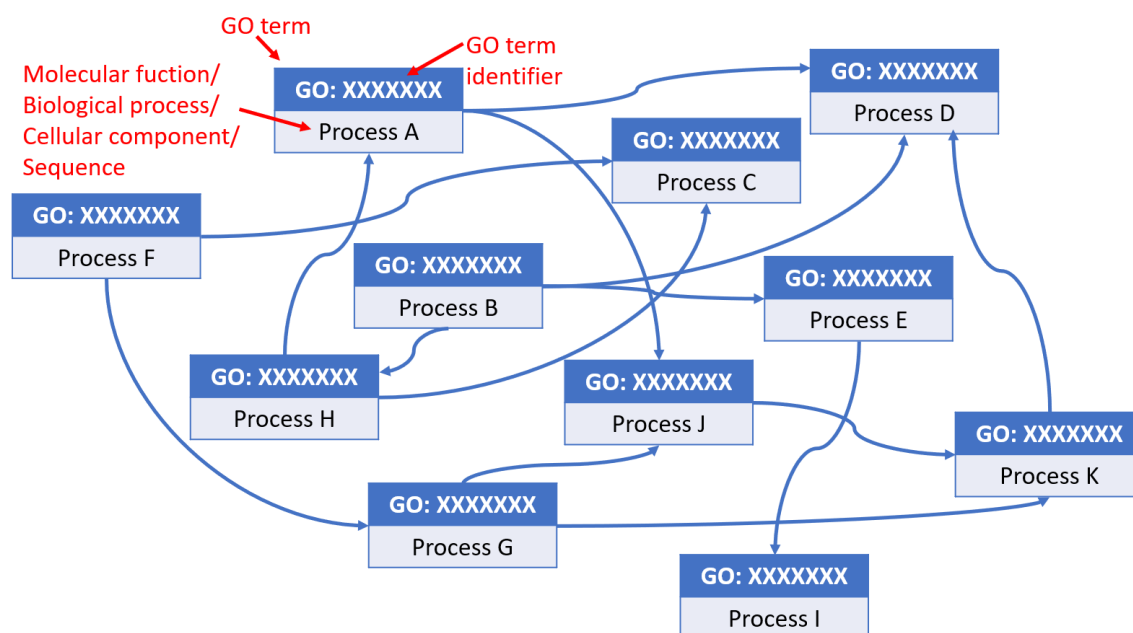 GO term
GO term
identifier
Molecular fuction/
Biological process/
Cellular component/
Sequence
GO: XXXXXXX
Process A
GO: XXXXXXX
Process D
GO: XXXXXXX
Process C
GO: XXXXXXX
Process F
GO: XXXXXXX
Process B
GO: XXXXXXX
Process E
GO: XXXXXXX
Process H
GO: XXXXXXX
Process J
GO: XXXXXXX
Process K
GO: XXXXXXX
Process G
GO: XXXXXXX
Process I